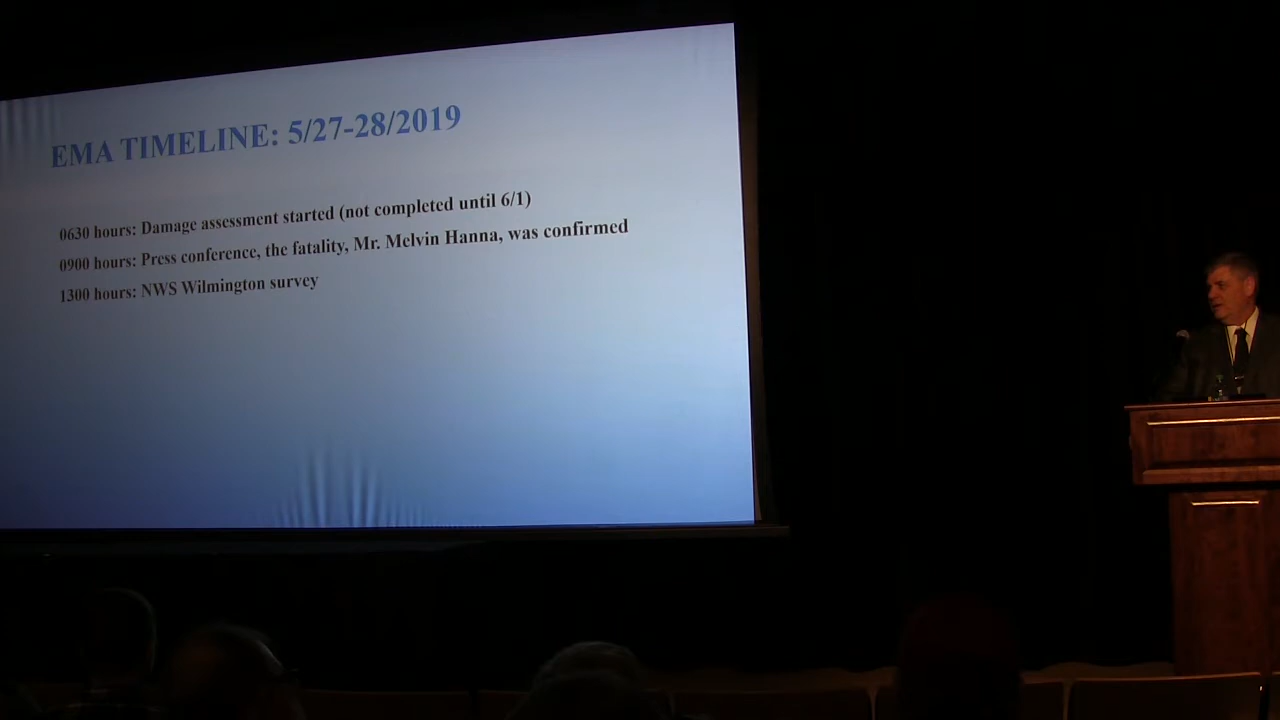 EMA TIMELINE: 5/27-28/2019
0630 hours: Damage assessment started (not completed until 6/1)
0900 hours: Press conference, the fatality, Mr. Melvin Hanna, was confirmed
1300 hours: NWS Wilmington survey